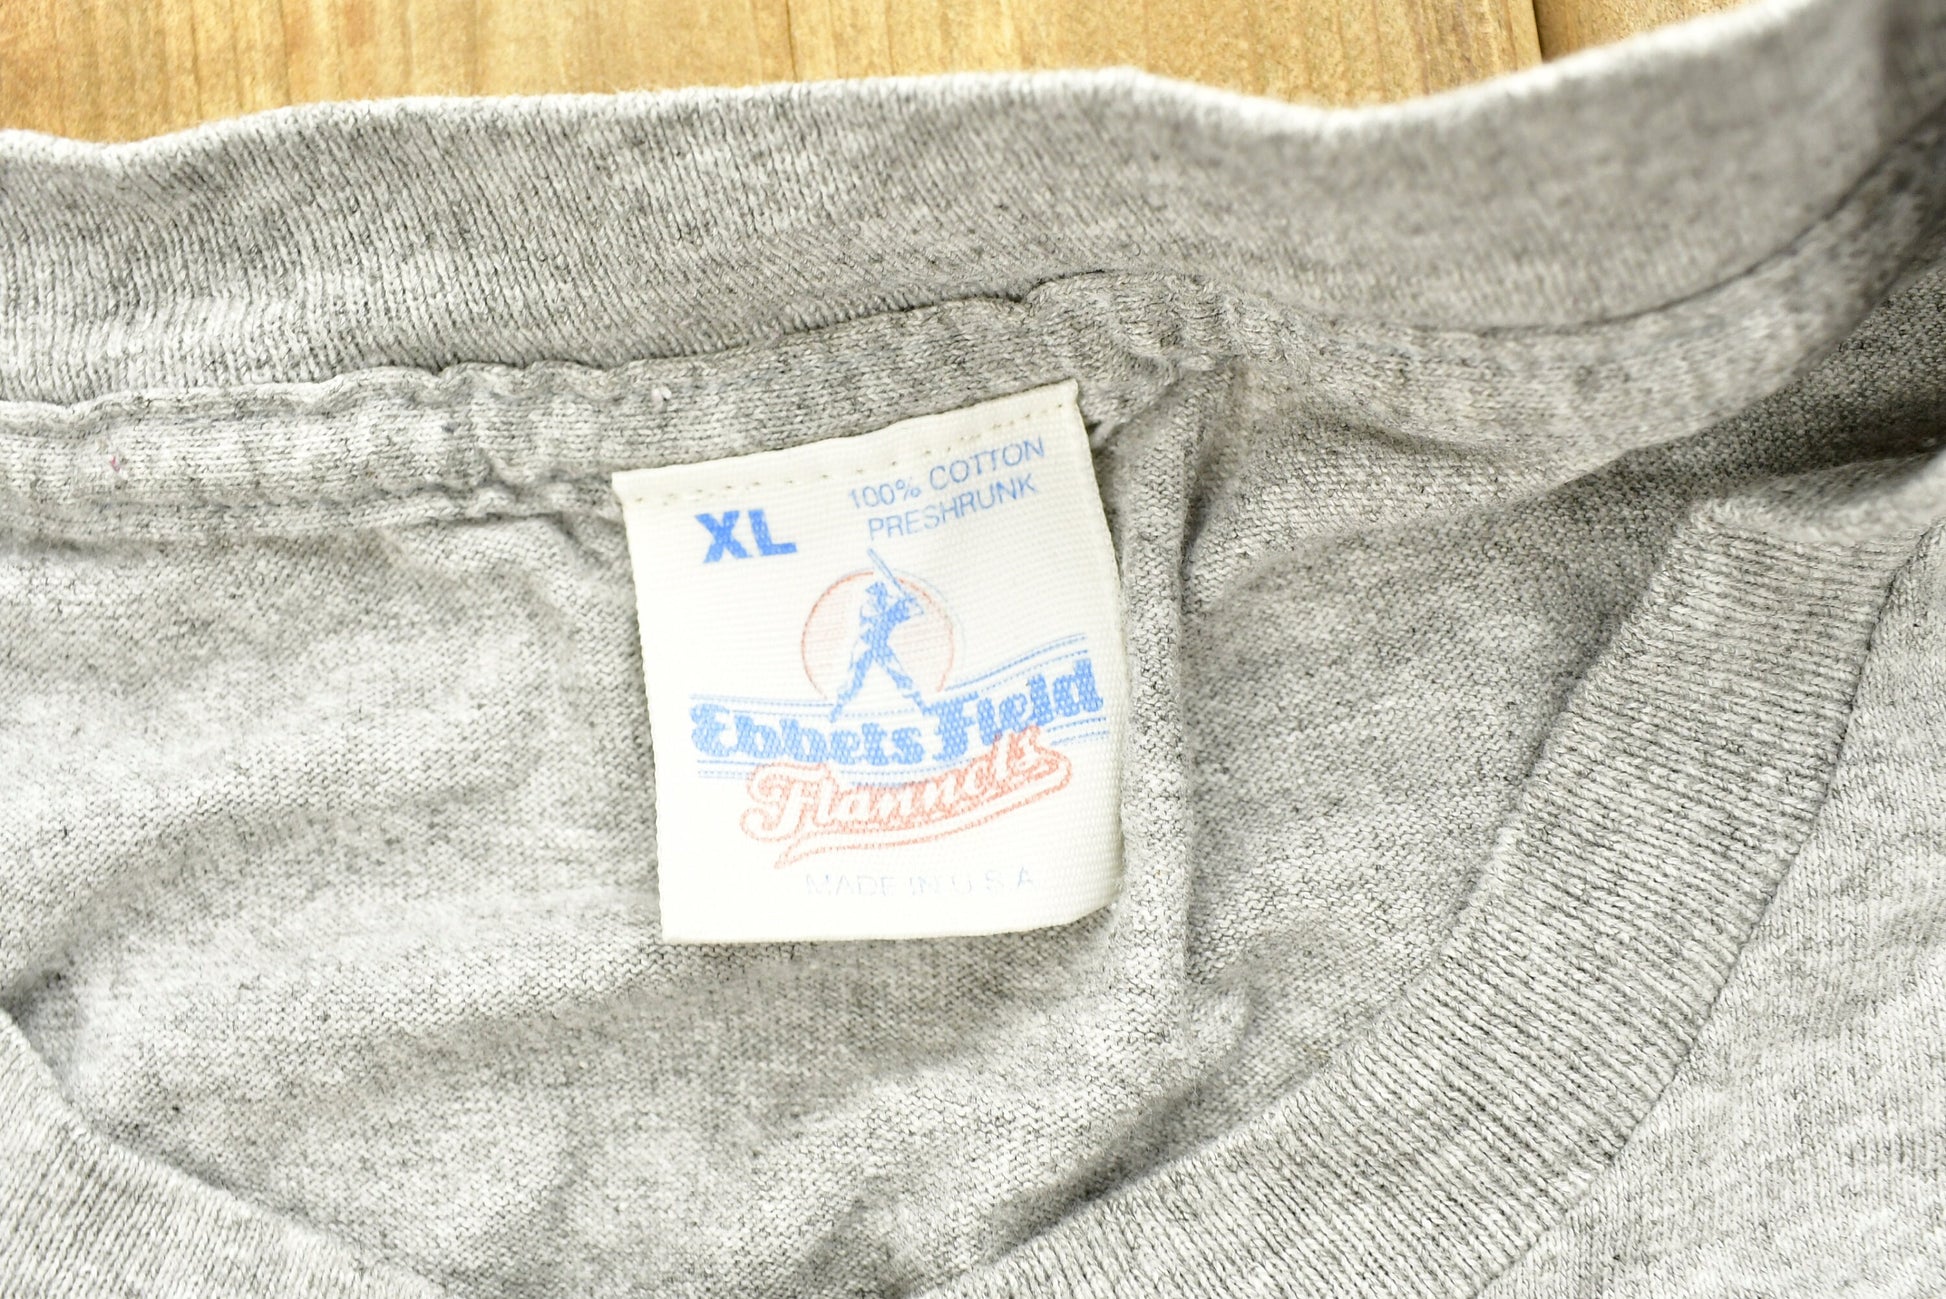 XL
100% COTTON
PRESHRUNK
Ebbets Field
Flannels
MADE IN U.S.A